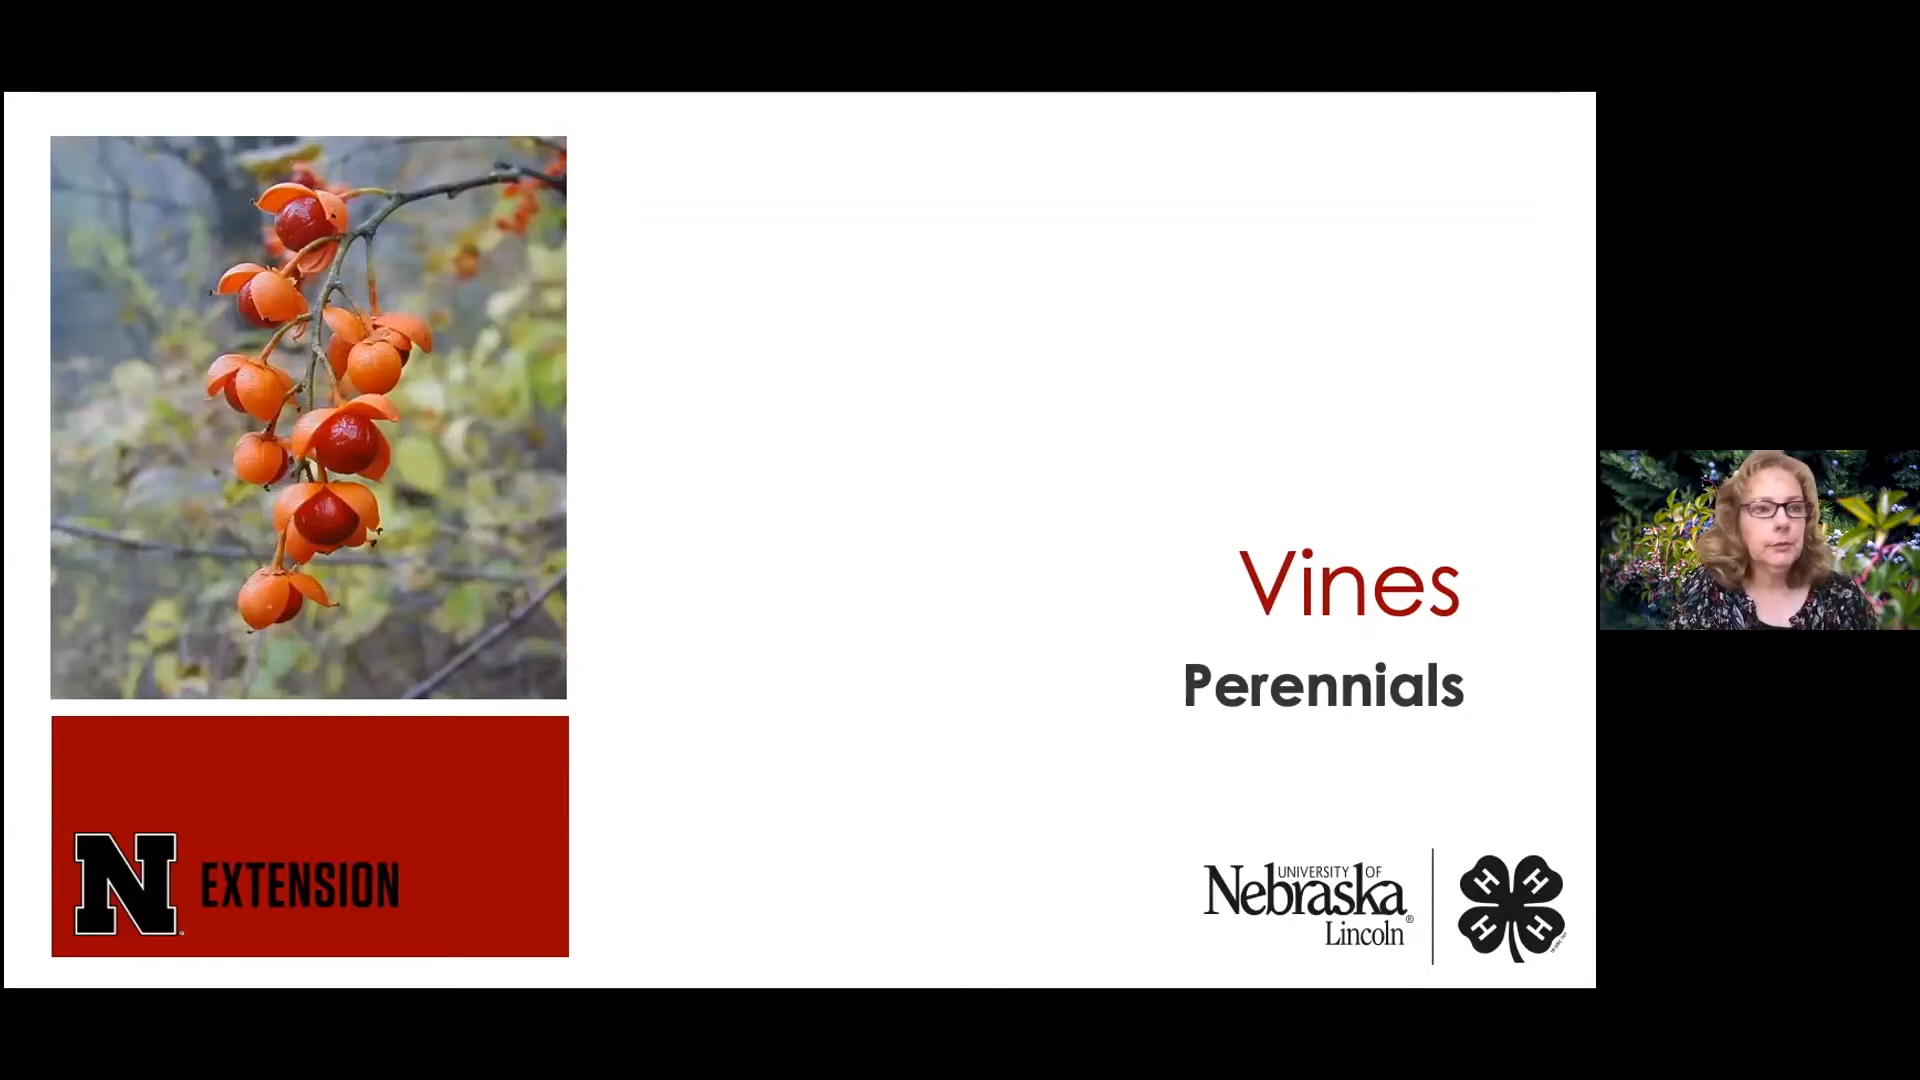 Vines
Perennials
N EXTENSION
UNIVERSITY OF
Nebraska®
Lincoln
H H
H H